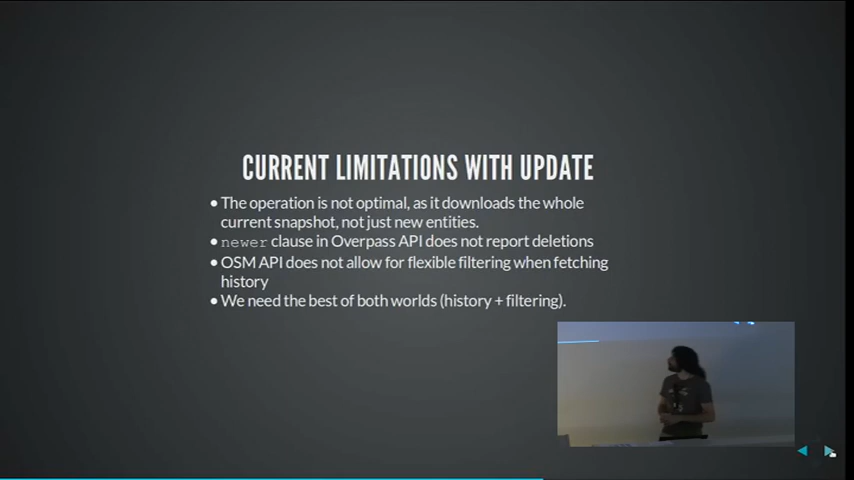 CURRENT LIMITATIONS WITH UPDATE
• The operation is not optimal, as it downloads the whole
current snapshot, not just new entities.
• newer clause in Overpass API does not report deletions
• OSM API does not allow for flexible filtering when fetching
history
• We need the best of both worlds (history + filtering).